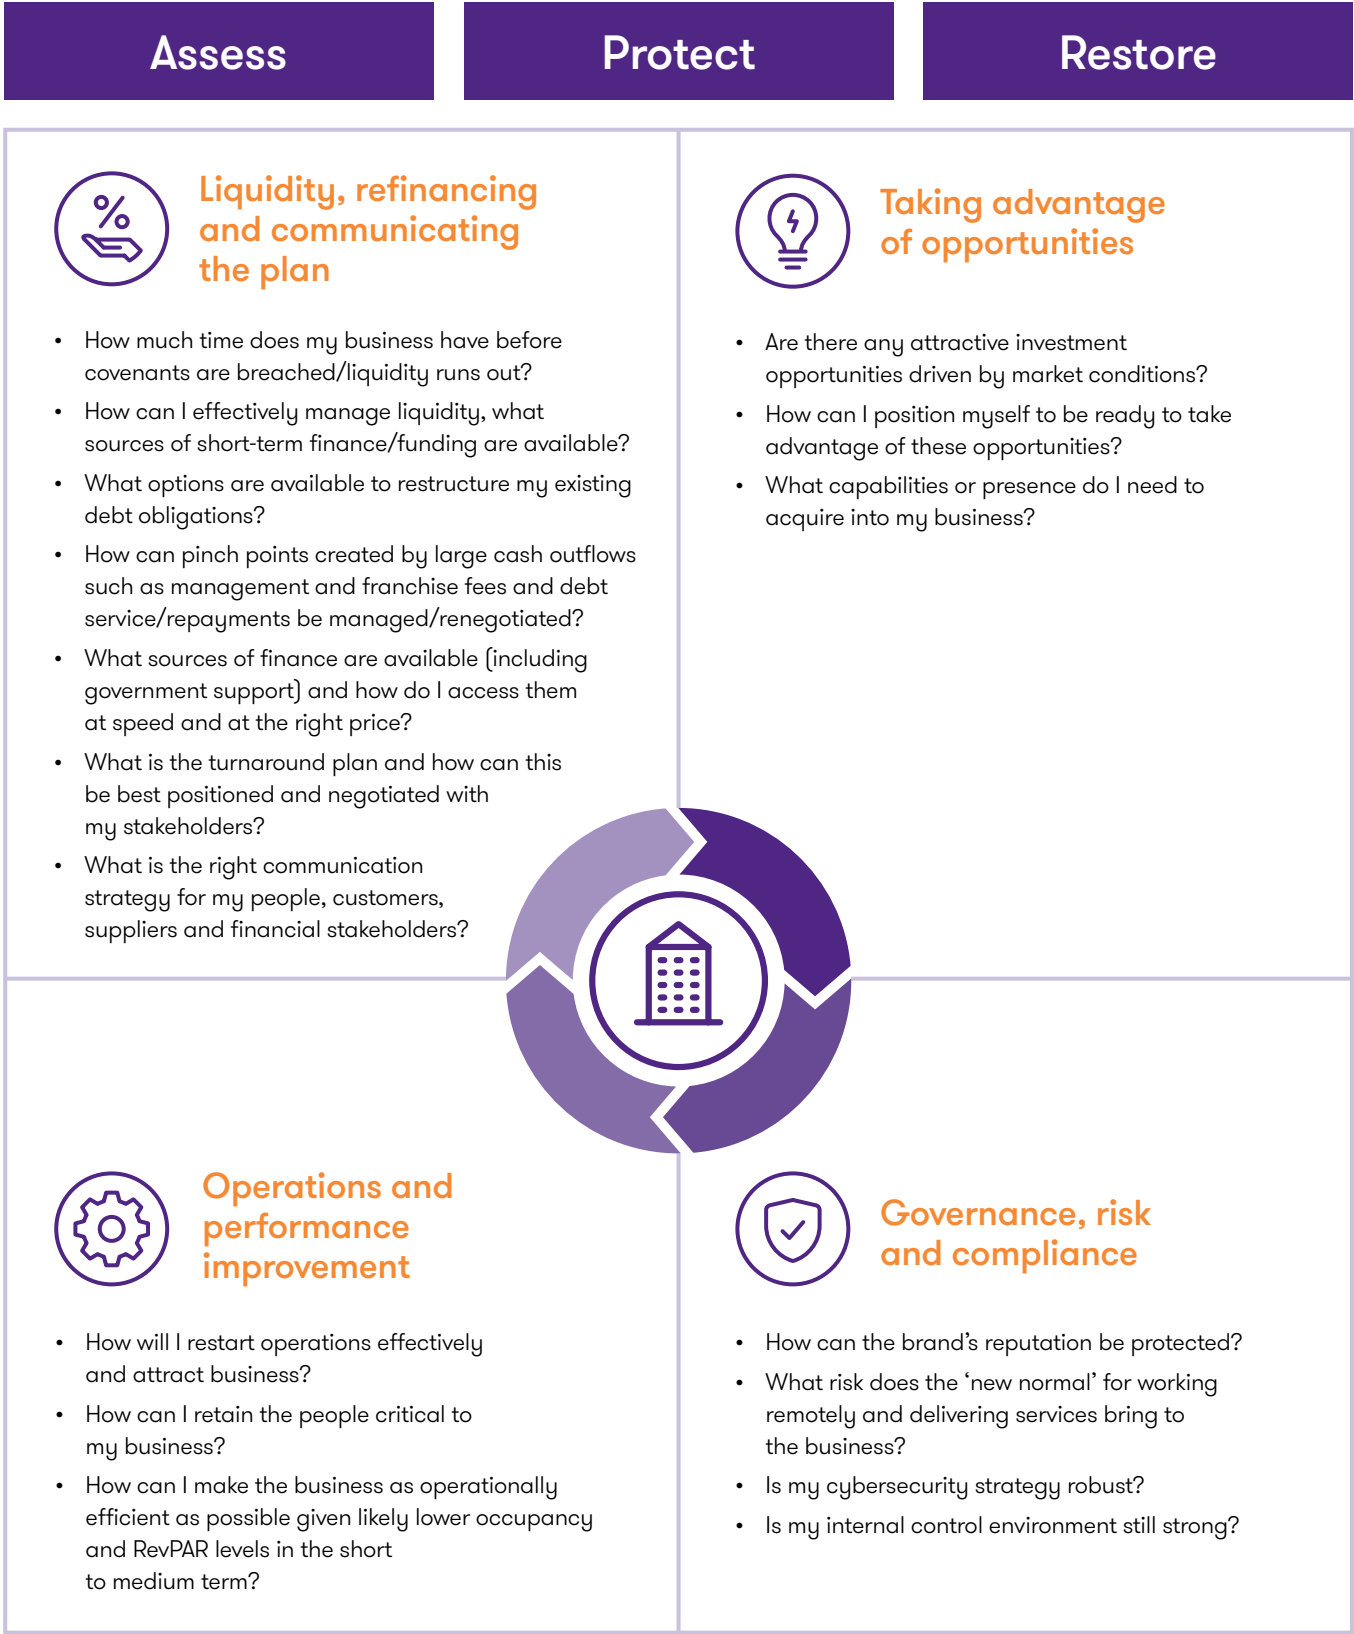 Assess
Protect
Restore
Liquidity, refinancing
and communicating
the plan
• How much time does my business have before
covenants are breached/liquidity runs out?
• How can I effectively manage liquidity, what
sources of short-term finance/funding are available?
• What options are available to restructure my existing
debt obligations?
• How can pinch points created by large cash outflows
such as management and franchise fees and debt
service/repayments be managed/renegotiated?
• What sources of finance are available (including
government support) and how do I access them
at speed and at the right price?
• What is the turnaround plan and how can this
be best positioned and negotiated with
my stakeholders?
• What is the right communication
strategy for my people, customers,
suppliers and financial stakeholders?
Taking advantage
of opportunities
• Are there any attractive investment
opportunities driven by market conditions?
• How can I position myself to be ready to take
advantage of these opportunities?
• What capabilities or presence do I need to
acquire into my business?
Operations and
performance
improvement
• How will I restart operations effectively
and attract business?
• How can I retain the people critical to
my business?
• How can I make the business as operationally
efficient as possible given likely lower occupancy
and RevPAR levels in the short
to medium term?
Governance, risk
and compliance
• How can the brand’s reputation be protected?
• What risk does the ‘new normal’ for working
remotely and delivering services bring to
the business?
• Is my cybersecurity strategy robust?
• Is my internal control environment still strong?